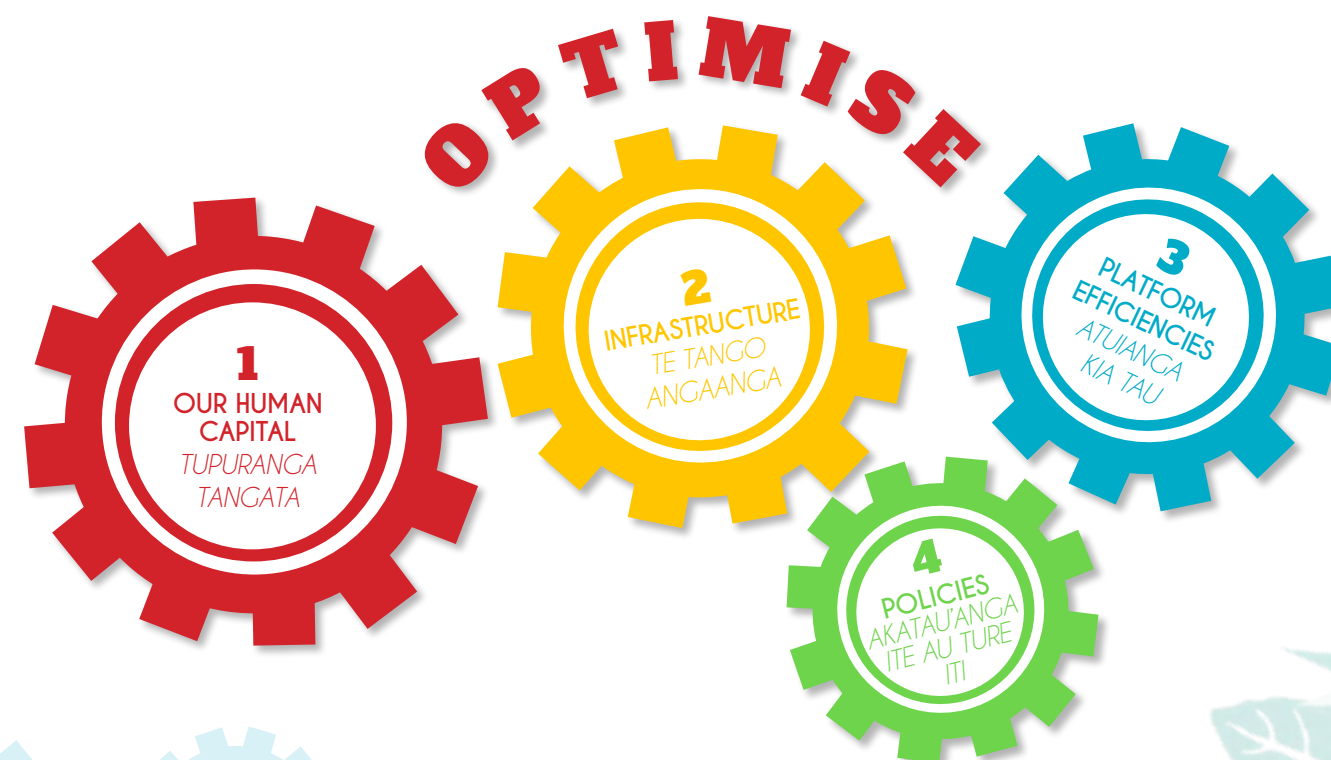 OPTIMISE
1
OUR HUMAN
CAPITAL
TUPURANGA
TANGATA
2
INFRASTRUCTURE
TE TANGO
ANGAANGA
3
PLATFORM
EFFICIENCIES
ATUIANGA
KIA TAU
4
POLICIES
AKATAU'ANGA
ITE AU TURE
ITI